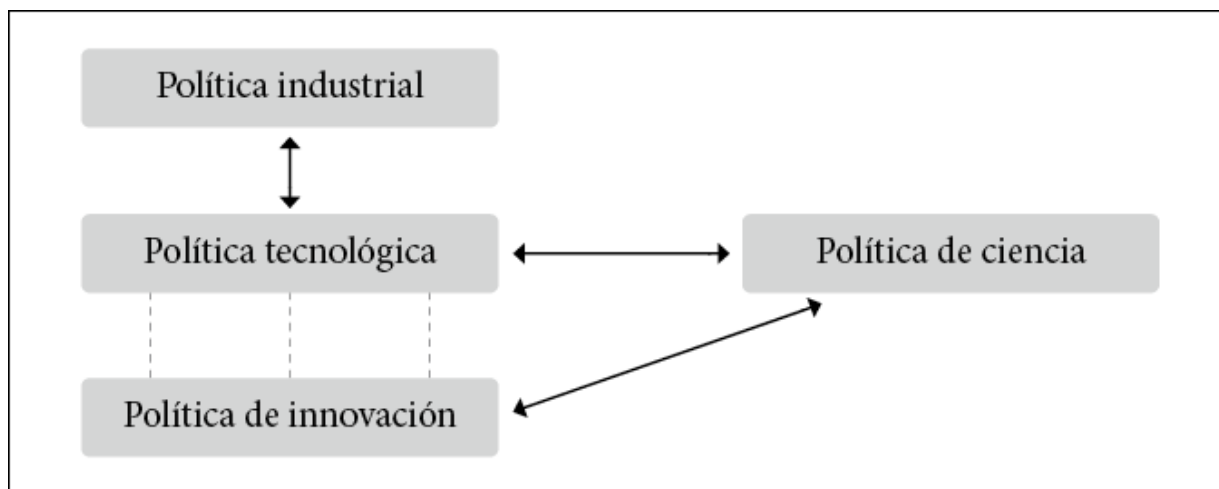 Política industrial
Política tecnológica
Política de ciencia
Política de innovación